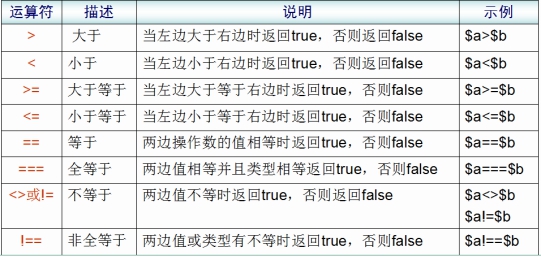 运算符 描述 说明 示例
> 大于 当左边大于右边时返回true，否则返回false $a>$b
< 小于 当左边小于右边时返回true，否则返回false $a<$b
>= 大于等于 当左边大于等于右边时返回true，否则false $a>=$b
<= 小于等于 当左边小于等于右边时返回true，否则false $a<=$b
== 等于 两边操作数的值相等时返回true，否则false $a==$b
=== 全等于 两边值相等并且类型相等返回true，否则false $a===$b
<>或!= 不等于 两边值不等时返回true，否则返回false $a<>$b
$a!=$b
!== 非全等于 两边值或类型有不等时返回true，否则false $a!==$b